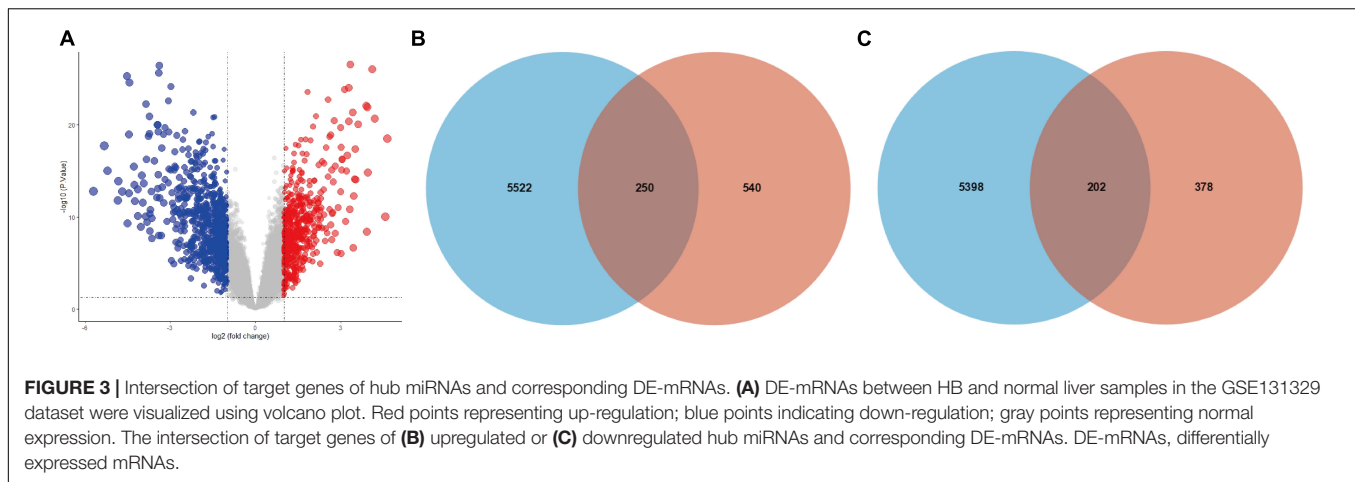 A
B
C
20
10
0
-log10 (P.Value)
-6
-3
0
3
log2 (fold change)
5522
250
540
5398
202
378
FIGURE 3 | Intersection of target genes of hub miRNAs and corresponding DE-mRNAs. (A) DE-mRNAs between HB and normal liver samples in the GSE131329
dataset were visualized using volcano plot. Red points representing up-regulation; blue points indicating down-regulation; gray points representing normal
expression. The intersection of target genes of (B) upregulated or (C) downregulated hub miRNAs and corresponding DE-mRNAs. DE-mRNAs, differentially
expressed mRNAs.